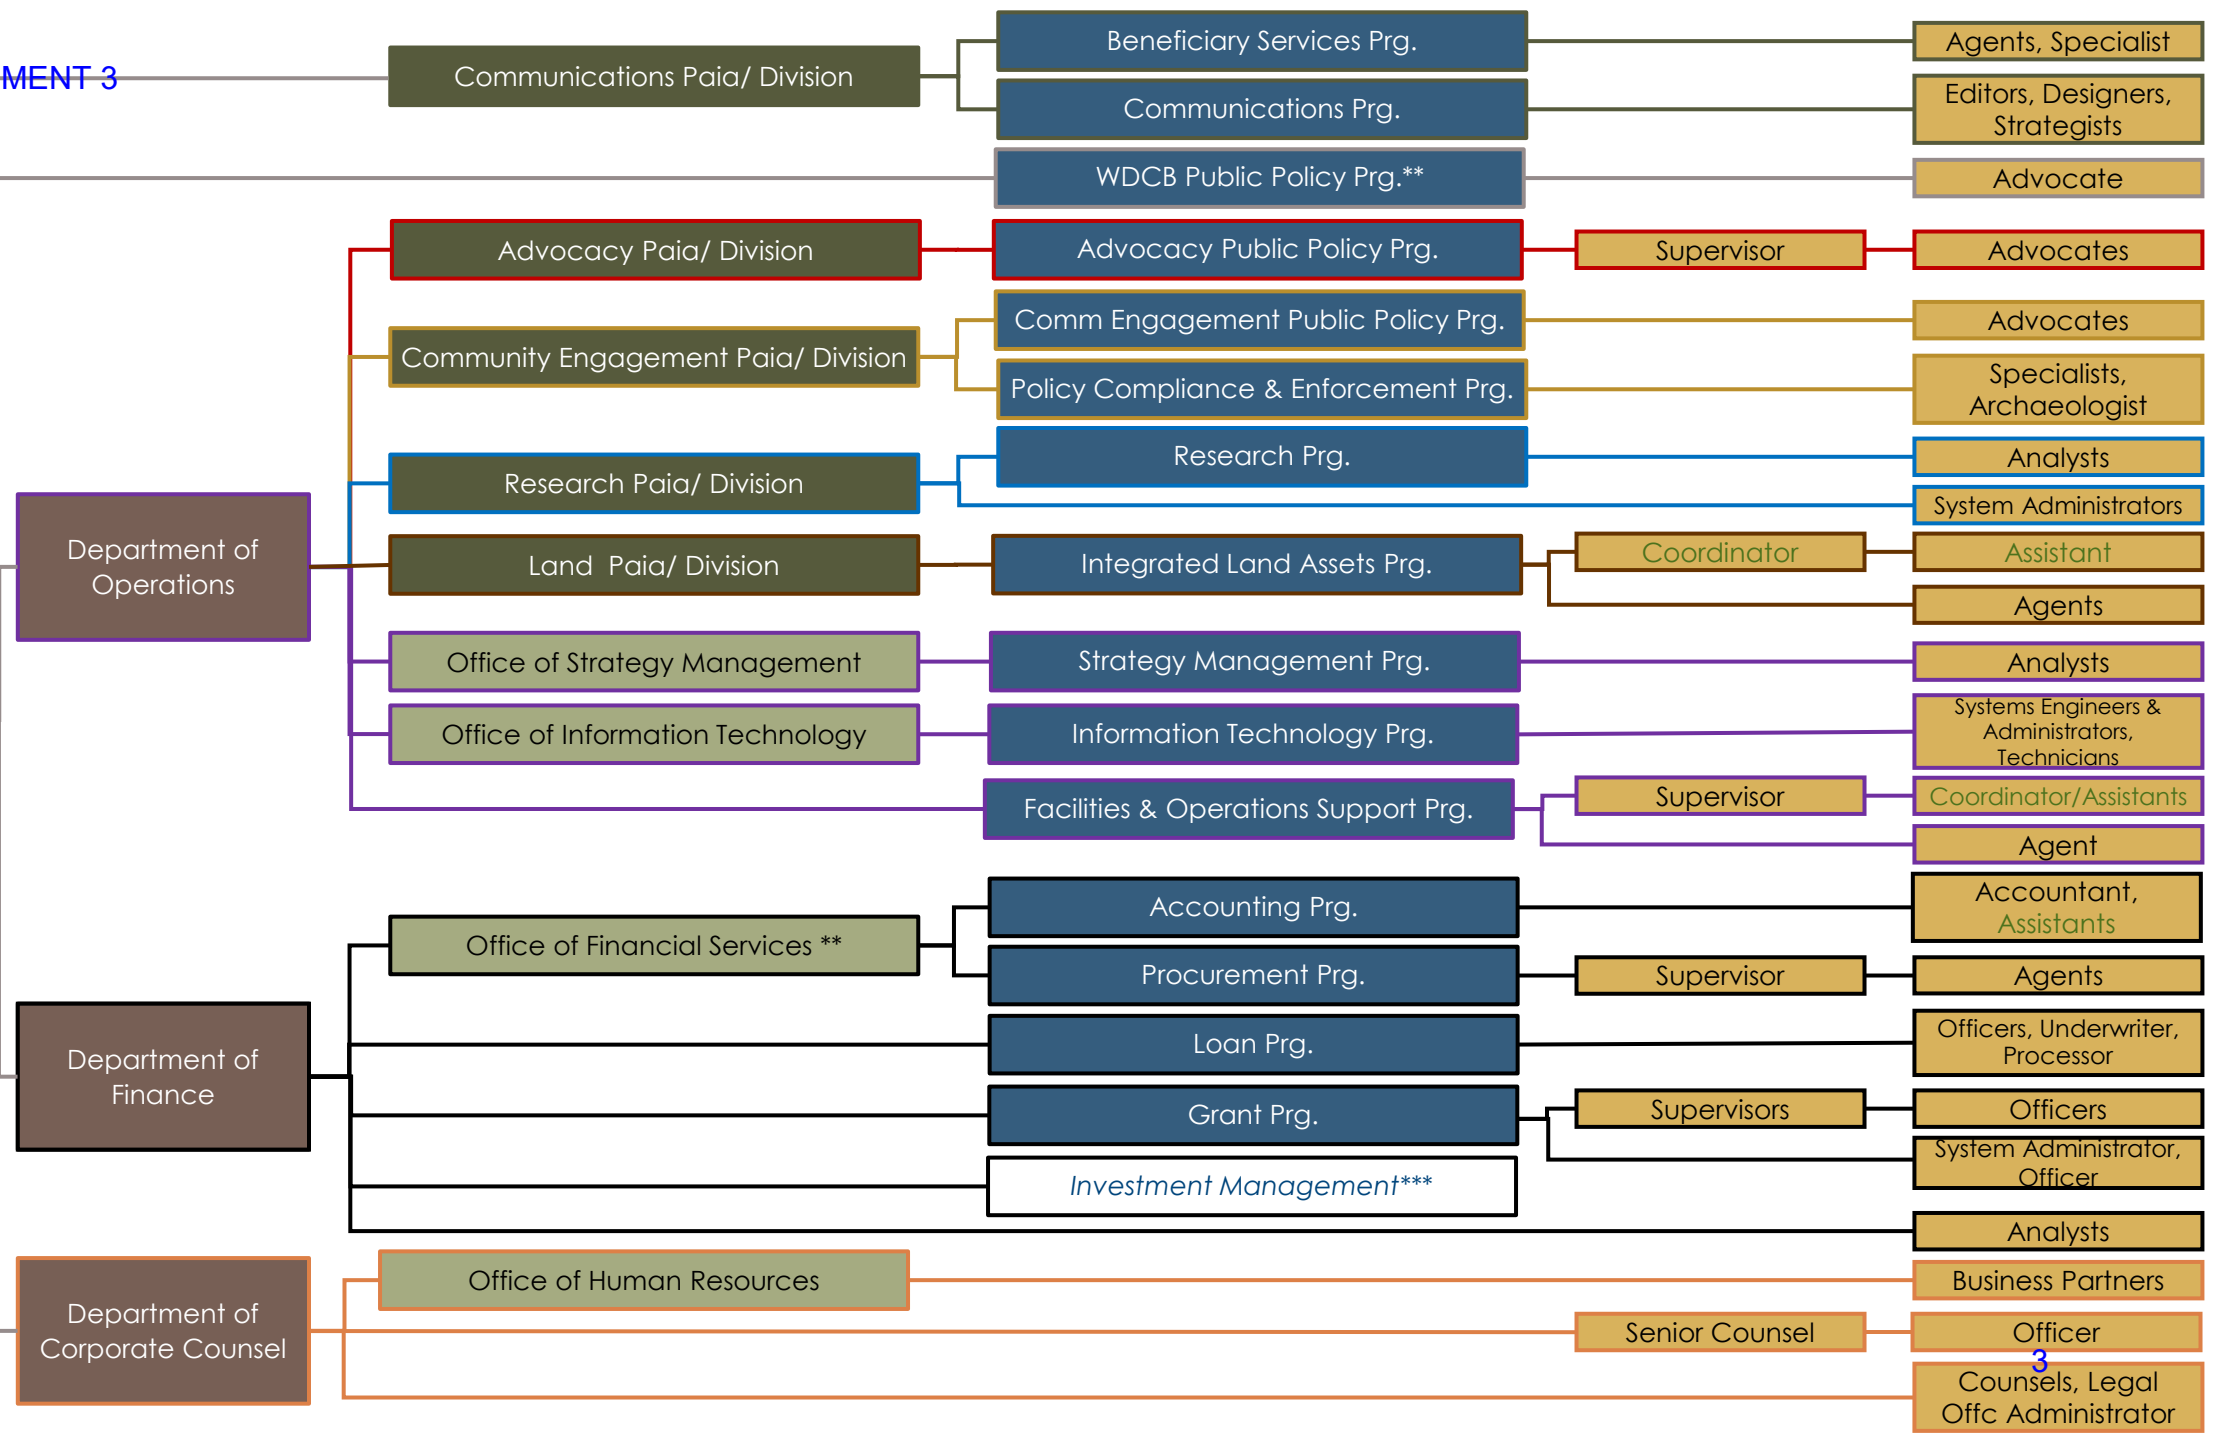 MENT 3
Communications Paia/ Division
Beneficiary Services Prg.
Agents, Specialist
Communications Prg.
Editors, Designers,
Strategists
WDCB Public Policy Prg.**
Advocate
Advocacy Paia/ Division
Advocacy Public Policy Prg.
Supervisor
Advocates
Community Engagement Paia/ Division
Comm Engagement Public Policy Prg.
Advocates
Policy Compliance & Enforcement Prg.
Specialists,
Archaeologist
Research Paia/ Division
Research Prg.
Analysts
System Administrators
Department of
Operations
Land  Paia/ Division
Integrated Land Assets Prg.
Coordinator
Assistant
Agents
Office of Strategy Management
Strategy Management Prg.
Analysts
Office of Information Technology
Information Technology Prg.
Systems Engineers &
Administrators,
Technicians
Facilities & Operations Support Prg.
Supervisor
Coordinator/Assistants
Agent
Office of Financial Services **
Accounting Prg.
Accountant,
Assistants
Procurement Prg.
Supervisor
Agents
Department of
Finance
Loan Prg.
Officers, Underwriter,
Processor
Grant Prg.
Supervisors
Officers
System Administrator,
Officer
Investment Management***
Analysts
Department of
Corporate Counsel
Office of Human Resources
Business Partners
Senior Counsel
Officer
3
Counsels, Legal
Offc Administrator